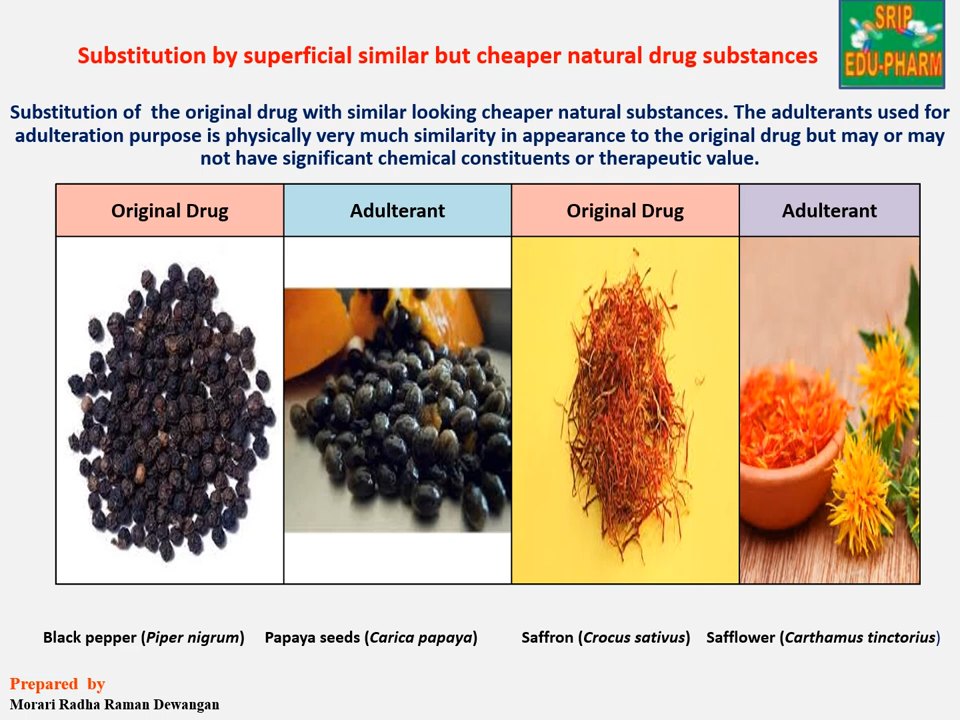 SRIP
EDU-PHARM
Substitution by superficial similar but cheaper natural drug substances
Substitution of the original drug with similar looking cheaper natural substances. The adulterants used for
adulteration purpose is physically very much similarity in appearance to the original drug but may or may
not have significant chemical constituents or therapeutic value.
Original Drug
Adulterant
Original Drug
Adulterant
Black pepper (Piper nigrum)
Papaya seeds (Carica papaya)
Saffron (Crocus sativus)
Safflower (Carthamus tinctorius)
Prepared by
Morari Radha Raman Dewangan